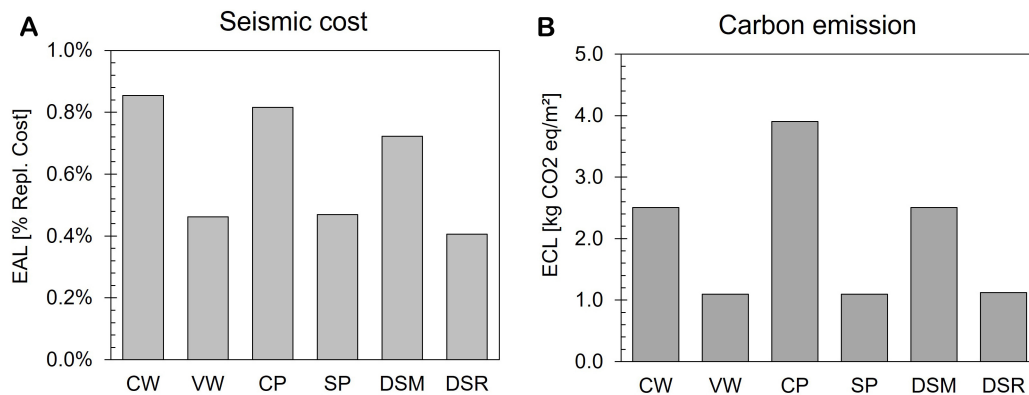 A
Seismic cost
EAL [% Repl. Cost]
1.0%
0.8%
0.6%
0.4%
0.2%
0.0%
CW VW CP SP DSM DSR
B
Carbon emission
ECL [kg CO2 eq/m²]
5.0
4.0
3.0
2.0
1.0
0.0
CW VW CP SP DSM DSR